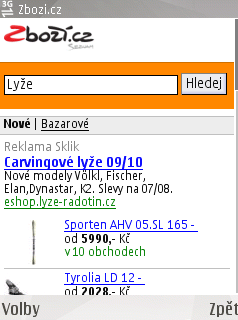 3G Zbozi.cz
Zbozi.cz
Seznam
Lyže Hledej
Nové | Bazarové
Reklama Sklik
Carvingové lyže 09/10
Nové modely Völkl, Fischer,
Elan,Dynastar, K2. Slevy na 07/08.
eshop.lyze-radotin.cz
Sporten AHV 05.SL 165 -
od 5990,- Kč
v 10 obchodech
Tyrolia LD 12 -
od 2028,- Kč
Volby Zpět